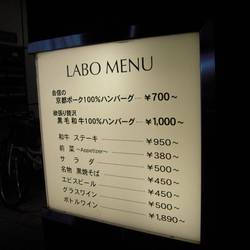 LABO MENU
自信の
京都ポーク100%ハンバーグ ¥700~
欲張り贅沢
黒毛和牛100%ハンバーグ ¥1,000~
和牛 ステーキ ¥950~
前菜 ~Appetizer~ ¥380~
サラダ ¥500~
名物 黒焼そば ¥450~
エビスビール ¥450~
グラスワイン ¥500~
ボトルワイン ¥1,890~